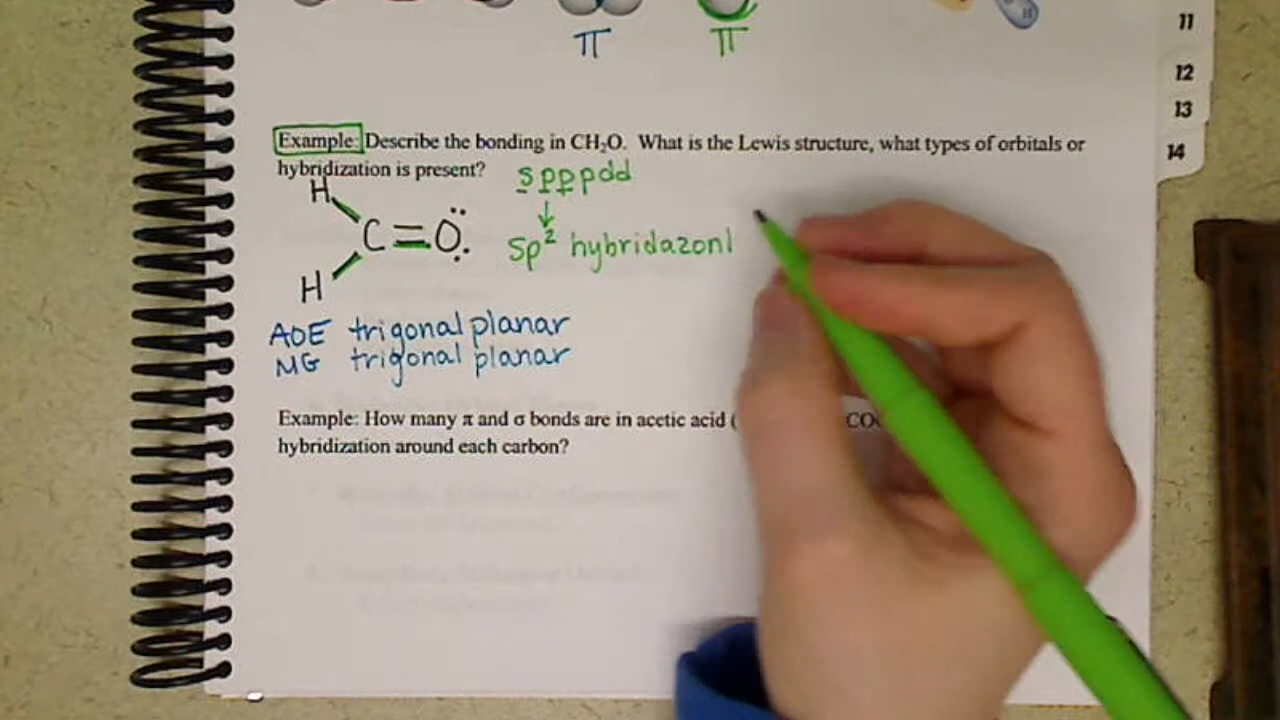 π π
11
12
13
14
Example: Describe the bonding in CH₂O. What is the Lewis structure, what types of orbitals or
hybridization is present?
spppdd
sp² hybridazonl
H
C=O
H
AOE trigonal planar
MG trigonal planar
Example: How many π and σ bonds are in acetic acid (
hybridization around each carbon?